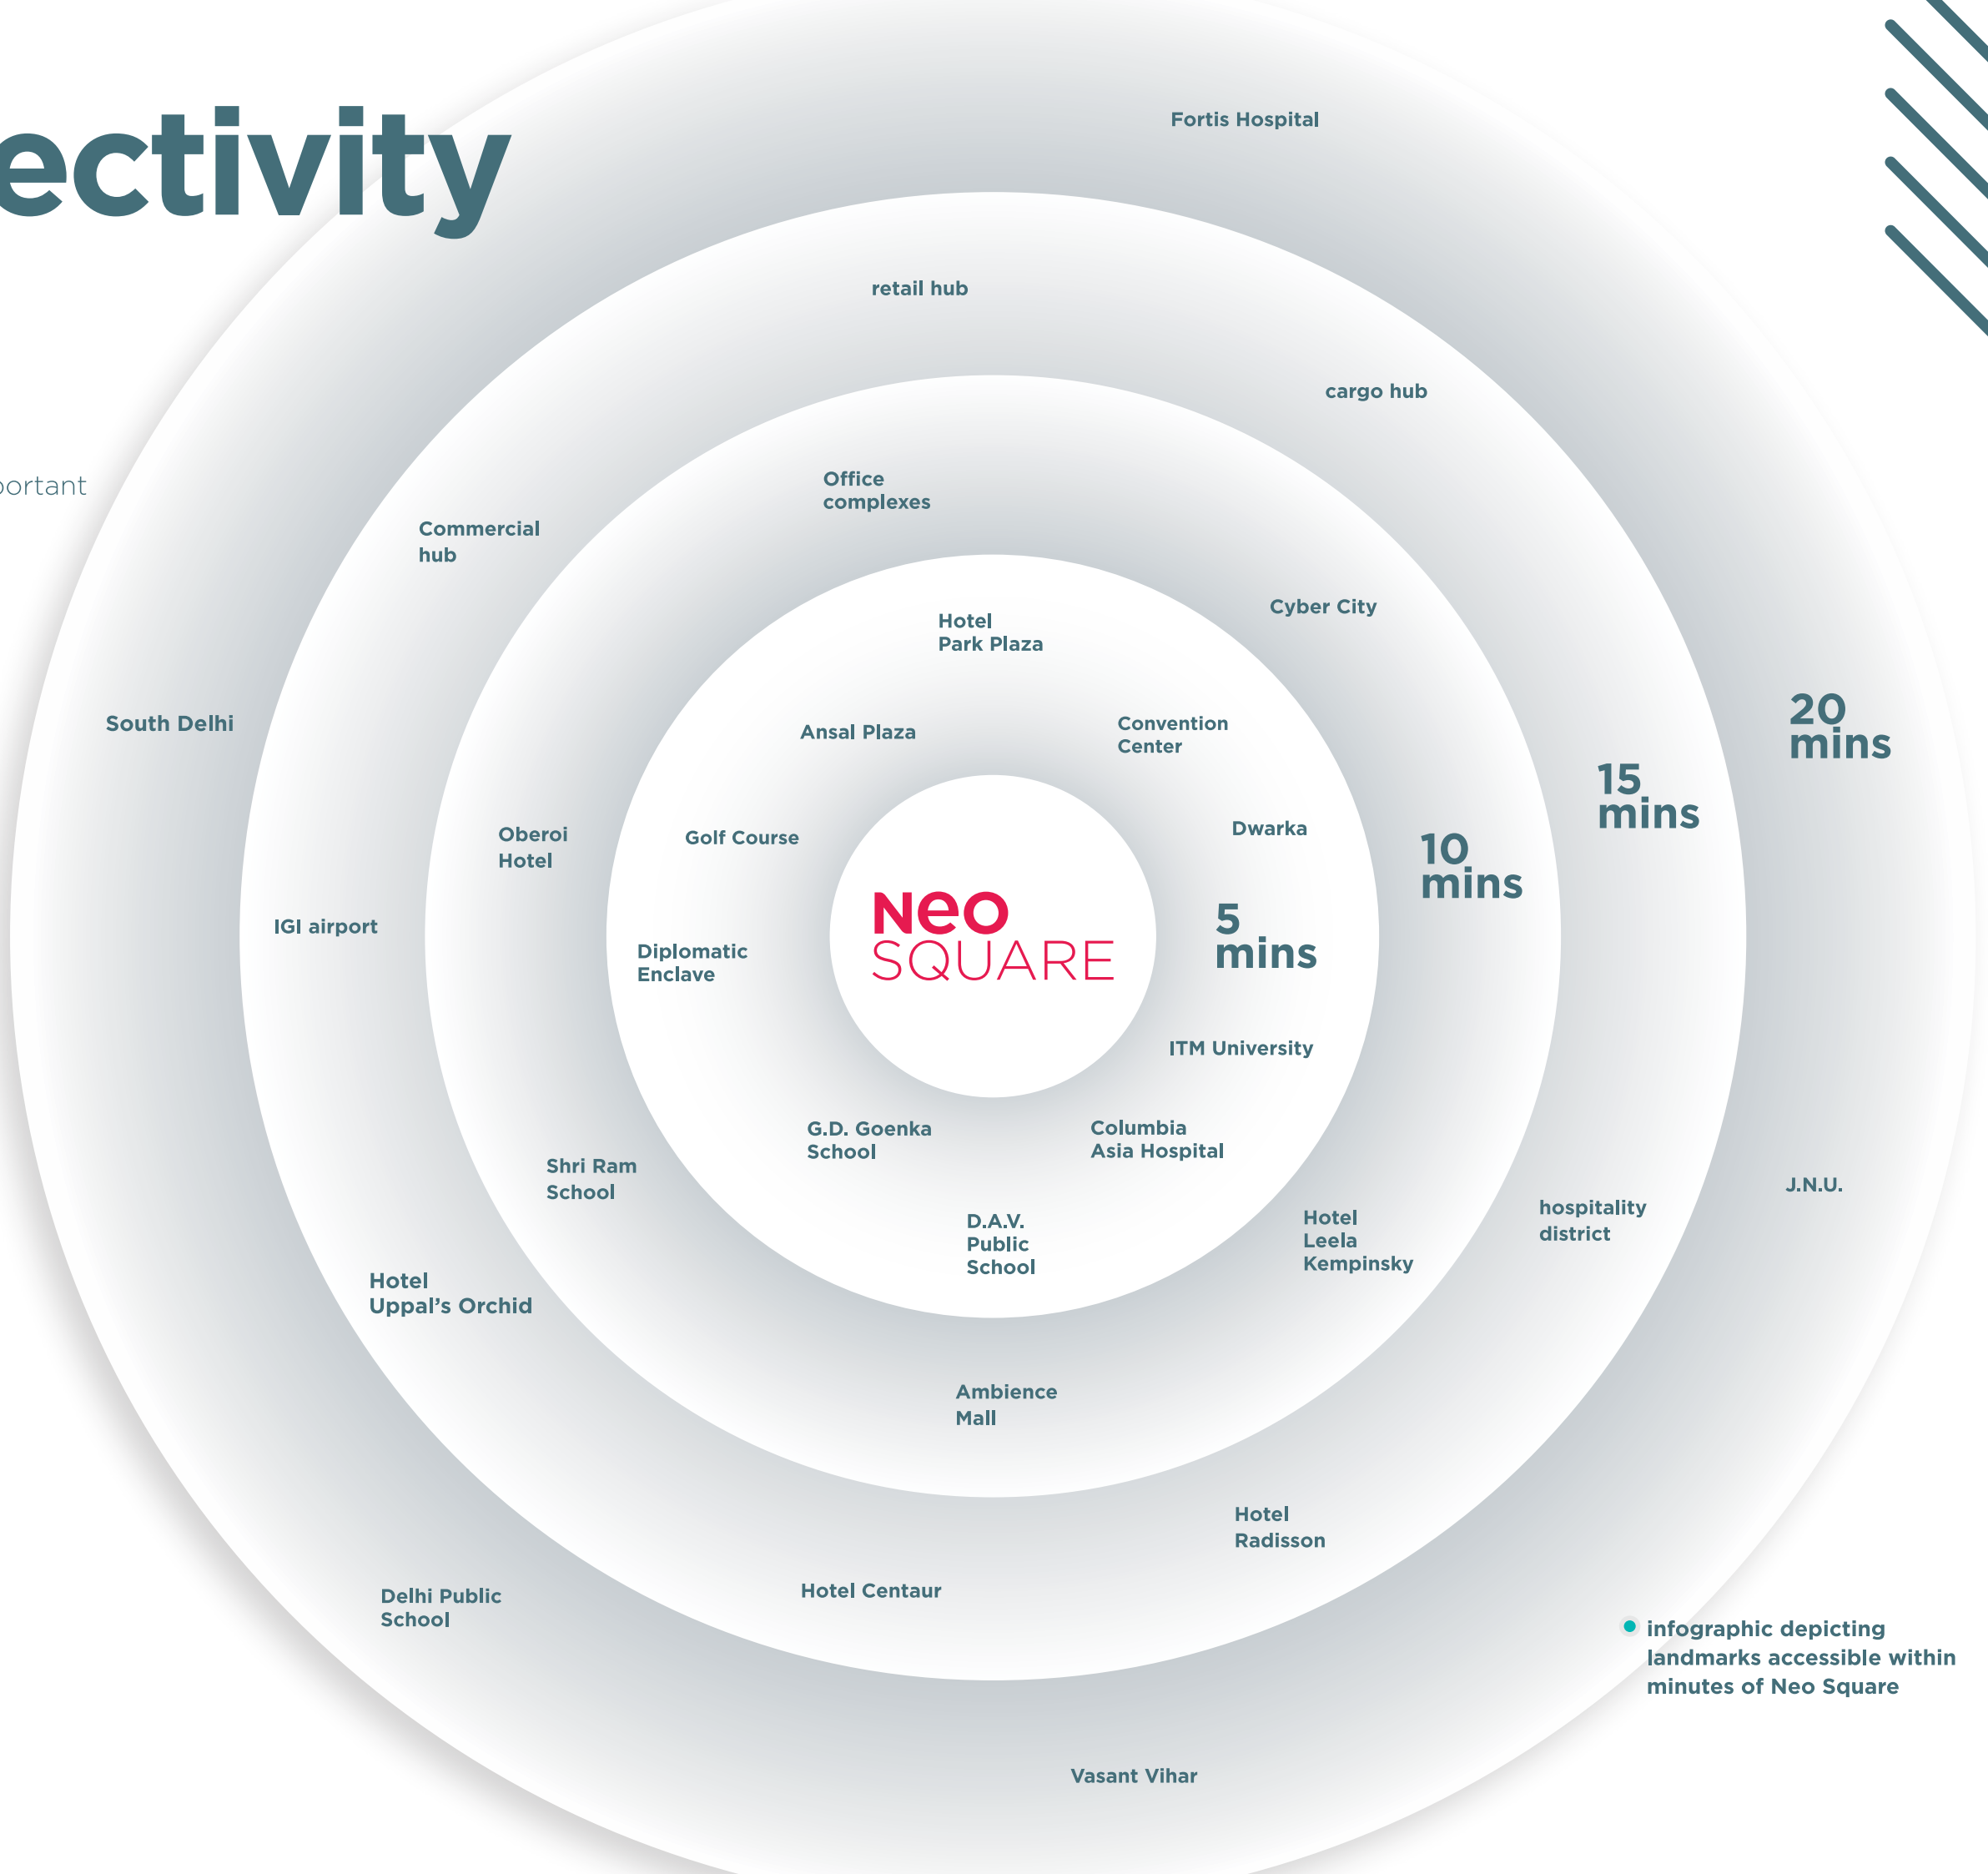 ectivity
portant
Fortis Hospital
retail hub
cargo hub
Office
complexes
Commercial
hub
Cyber City
Hotel
Park Plaza
South Delhi
Ansal Plaza
Convention
Center
20
mins
15
mins
Oberoi
Hotel
Golf Course
Dwarka
10
mins
IGI airport
Diplomatic
Enclave
Neo
SQUARE
5
mins
ITM University
G.D. Goenka
School
Columbia
Asia Hospital
Shri Ram
School
J.N.U.
hospitality
district
D.A.V.
Public
School
Hotel
Leela
Kempinsky
Hotel
Uppal’s Orchid
Ambience
Mall
Hotel
Radisson
Hotel Centaur
Delhi Public
School
infographic depicting
landmarks accessible within
minutes of Neo Square
Vasant Vihar